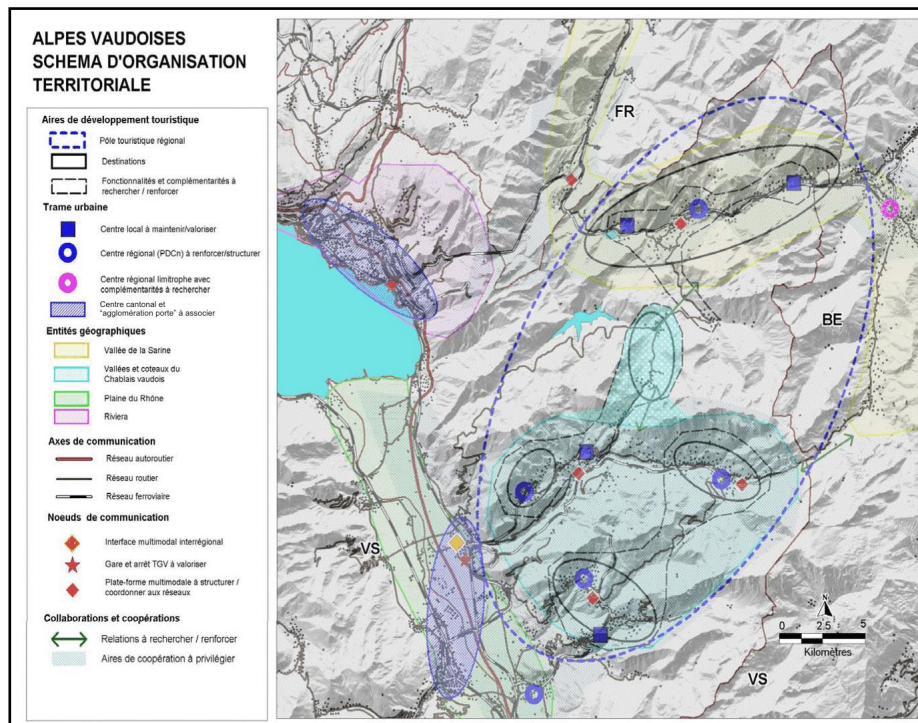 ALPES VAUDOISES
SCHEMA D'ORGANISATION
TERRITORIALE
Aires de développement touristique
Pôle touristique régional
Destinations
Fonctionnalités et complémentarités à
rechercher / renforcer
Trame urbaine
Centre local à maintenir/valoriser
Centre régional (PDCn) à renforcer/structurer
Centre régional limitrophe avec
complémentarités à rechercher
Centre cantonal et
"agglomération porte" à associer
Entités géographiques
Vallée de la Sarine
Vallées et coteaux du
Chablais vaudois
Plaine du Rhône
Riviera
Axes de communication
Réseau autoroutier
Réseau routier
Réseau ferroviaire
Noeuds de communication
Interface multimodal interrégional
Gare et arrêt TGV à valoriser
Plate-forme multimodale à structurer /
coordonner aux réseaux
Collaborations et coopérations
Relations à rechercher / renforcer
Aires de coopération à privilégier
FR
BE
VS
VS
N
0 2.5 5
Kilomètres